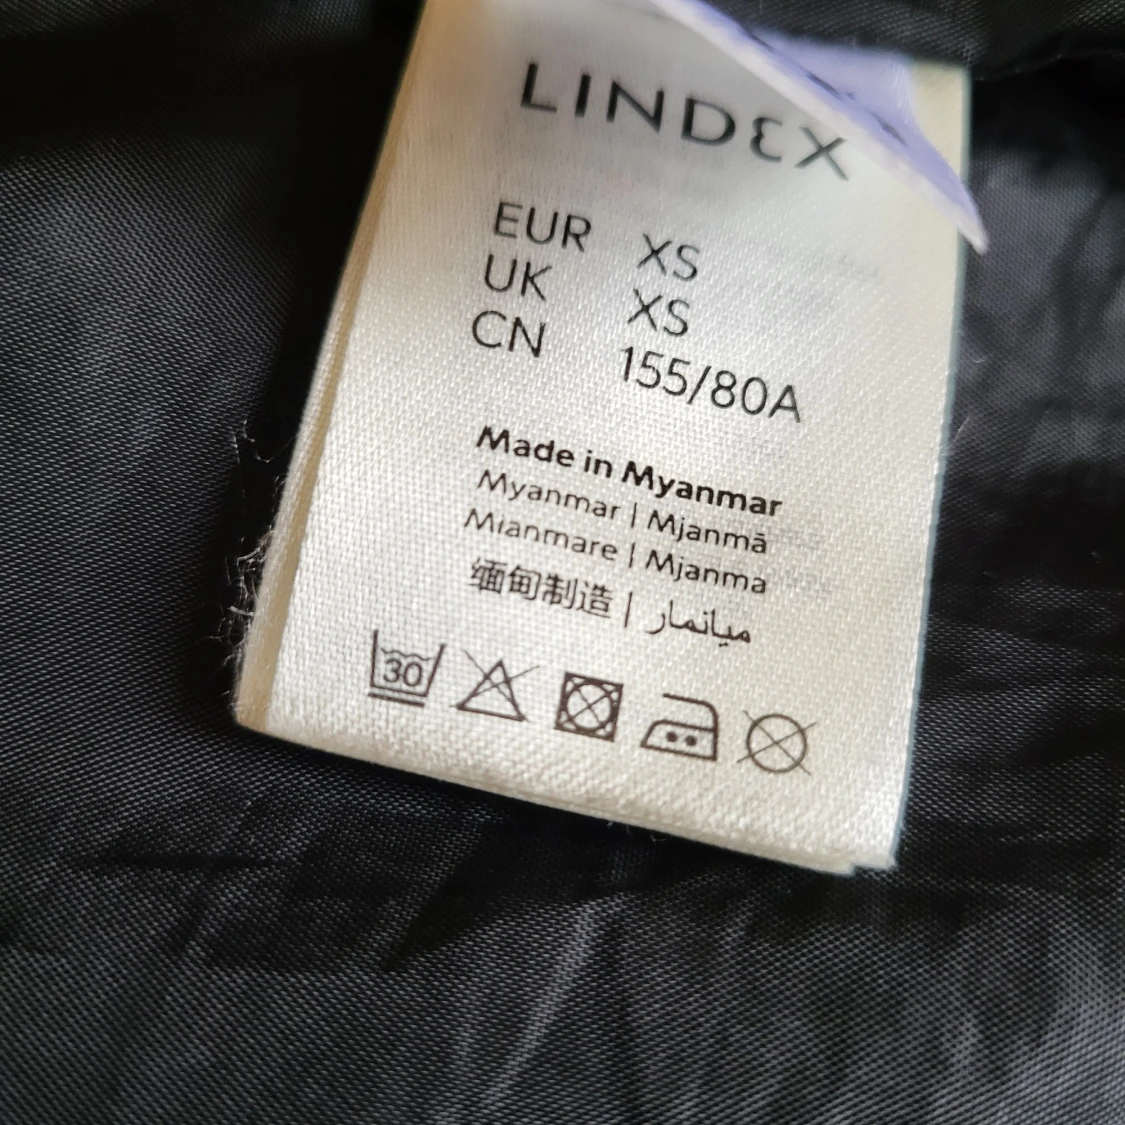 LINDEX
EUR XS
UK XS
CN 155/80A
Made in Myanmar
Myanmar | Mjanmā
Mianmare | Mjanma
缅甸制造 | ميانمار
30